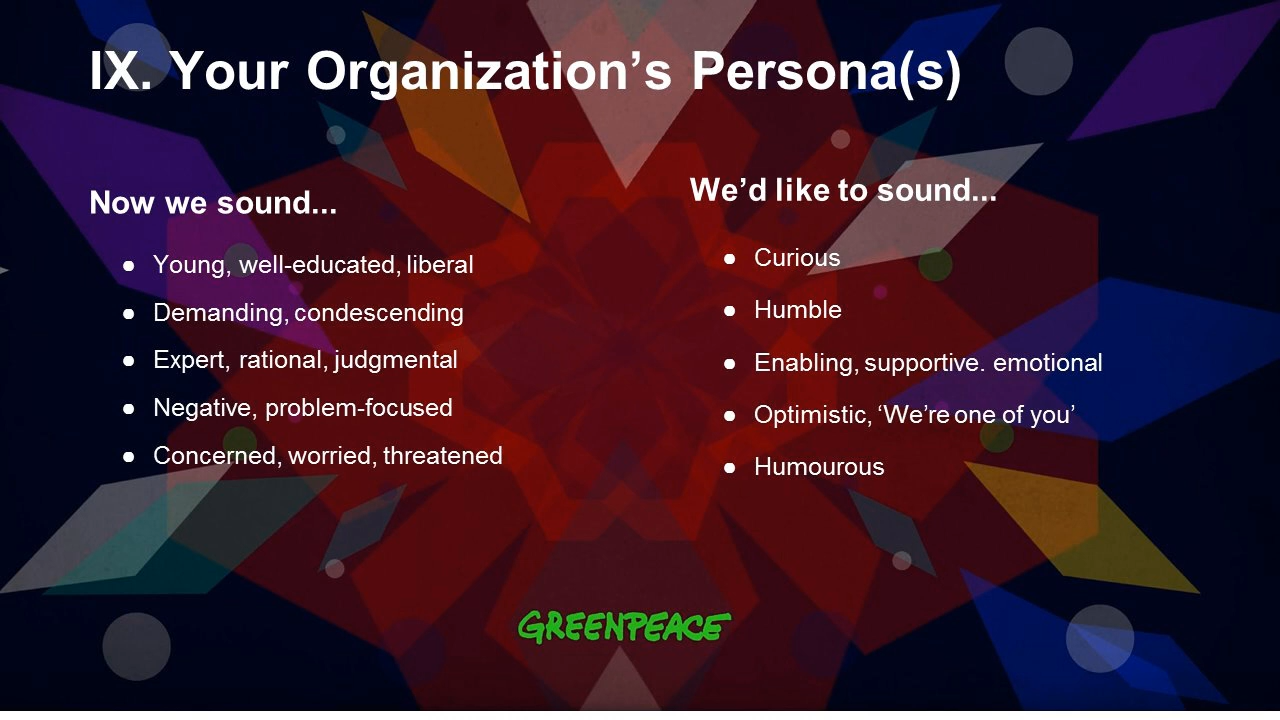 IX. Your Organization’s Persona(s)
Now we sound...
● Young, well-educated, liberal
● Demanding, condescending
● Expert, rational, judgmental
● Negative, problem-focused
● Concerned, worried, threatened
We’d like to sound...
● Curious
● Humble
● Enabling, supportive. emotional
● Optimistic, ‘We’re one of you’
● Humourous
GREENPEACE